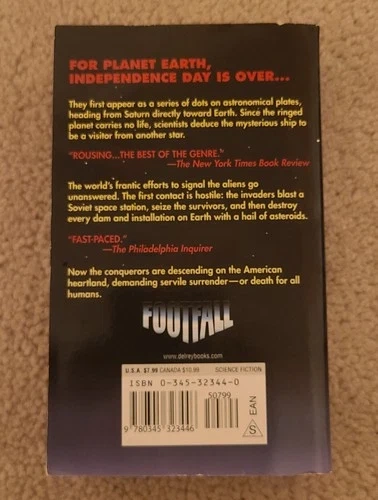 FOR PLANET EARTH,
INDEPENDENCE DAY IS OVER...
They first appear as a series of dots on astronomical plates,
heading from Saturn directly toward Earth. Since the ringed
planet carries no life, scientists deduce the mysterious ship to
be a visitor from another star.
"ROUSING...THE BEST OF THE GENRE."
—The New York Times Book Review
The world's frantic efforts to signal the aliens go
unanswered. The first contact is hostile: the invaders blast a
Soviet space station, seize the survivors, and then destroy
every dam and installation on Earth with a hail of asteroids.
"FAST-PACED."
—The Philadelphia Inquirer
Now the conquerors are descending on the American
heartland, demanding servile surrender—or death for all
humans.
FOOTFALL
www.delreybooks.com
U.S.A. $7.99 CANADA $10.99 SCIENCE FICTION
ISBN 0-345-32344-0
50799
9 780345 323446
S EAN